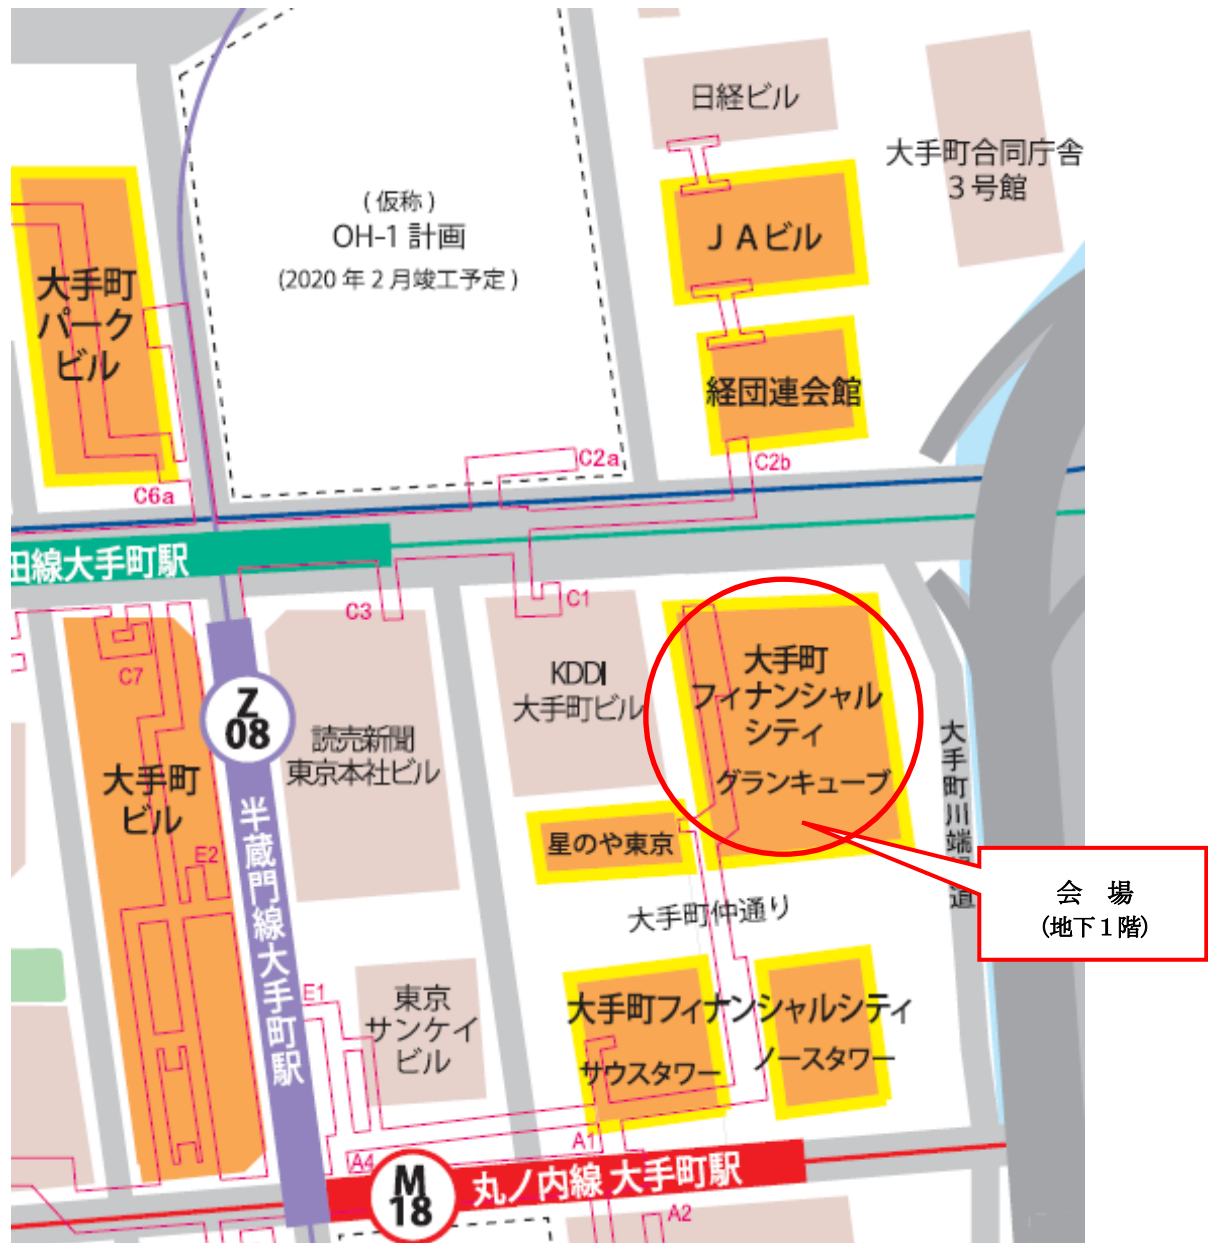 日経ビル
大手町合同庁舎
３号館
(仮称)
OH-1 計画
(2020 年 2 月竣工予定)
ＪＡビル
大手町
パーク
ビル
経団連会館
C2a
C2b
C6a
田線大手町駅
C3
C1
C7
Z
08
KDDI
大手町ビル
大手町
フィナンシャル
シティ
グランキューブ
読売新聞
東京本社ビル
大手町
ビル
星のや東京
E2
半蔵門線大手町駅
大手町川端
道
会　場
(地下１階)
大手町仲通り
E1
東京
サンケイ
ビル
大手町フィナンシャルシティ
サウスタワー
ノースタワー
A1
A4
M
18
丸ノ内線 大手町駅
A2